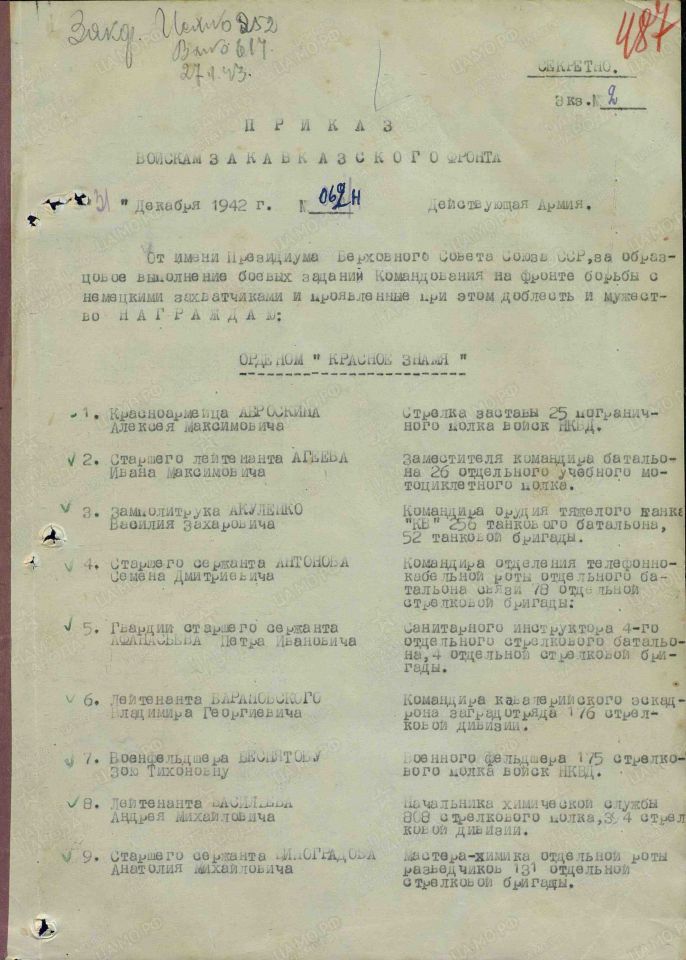 Закф.
27.1.43.
487
СЕКРЕТНО.
Экз.№ 2
П Р И К А З
ВОЙСКАМ З А К А В К А З С К О Г О ФРОНТА
"31" Декабря 1942 г. № 062/Н Действующая Армия.
От имени Президиума Верховного Совета Союза ССР,за образ-
цовое выполнение боевых заданий Командования на фронте борьбы с
немецкими захватчиками и проявленные при этом доблесть и мужест-
во Н А Г Р А Ж Д А Ю:
ОРДЕНОМ " КРАСНОЕ ЗНАМЯ "
1. Красноармейца АВРОСКИНА
Алексея Максимовича
Стрелка заставы 25 погранич-
ного полка войск НКВД.
2. Старшего лейтенанта АГЕЕВА
Ивана Максимовича
Заместителя командира батальо-
на 26 отдельного учебного мо-
тоциклетного полка.
3. Замполитрука АКУЛЕНКО
Василия Захаровича
Командира орудия тяжелого танка
"КВ" 256 танкового батальона,
52 танковой бригады.
4. Старшего сержанта АНТОНОВА
Семена Дмитриевича
Командира отделения телефонно-
кабельной роты отдельного ба-
тальона связи 78 отдельной
стрелковой бригады:
5. Гвардии старшего сержанта
АФАНАСЬЕВА Петра Ивановича
Санитарного инструктора 4-го
отдельного стрелкового батальо-
на,4 отдельной стрелковой бри-
гады.
6. Лейтенанта БАРАНОВСКОГО
Владимира Георгиевича
Командира кавалерийского эскад-
рона заградотряда 176 стрел-
ковой дивизии.
7. Военфельдшера БЕСПЯТОВУ
Зою Тихоновну
Военного фельдшера 175 стрелко-
вого полка войск НКВД.
8. Лейтенанта ВАСИЛЬЕВА
Андрея Михайловича
Начальника химической службы
808 стрелкового полка,394 стрел
ковой дивизии.
9. Старшего сержанта ВИНОГРАДОВА
Анатолия Михайловича
Мастера-химика отдельной роты
разведчиков 131 отдельной
стрелковой бригады.